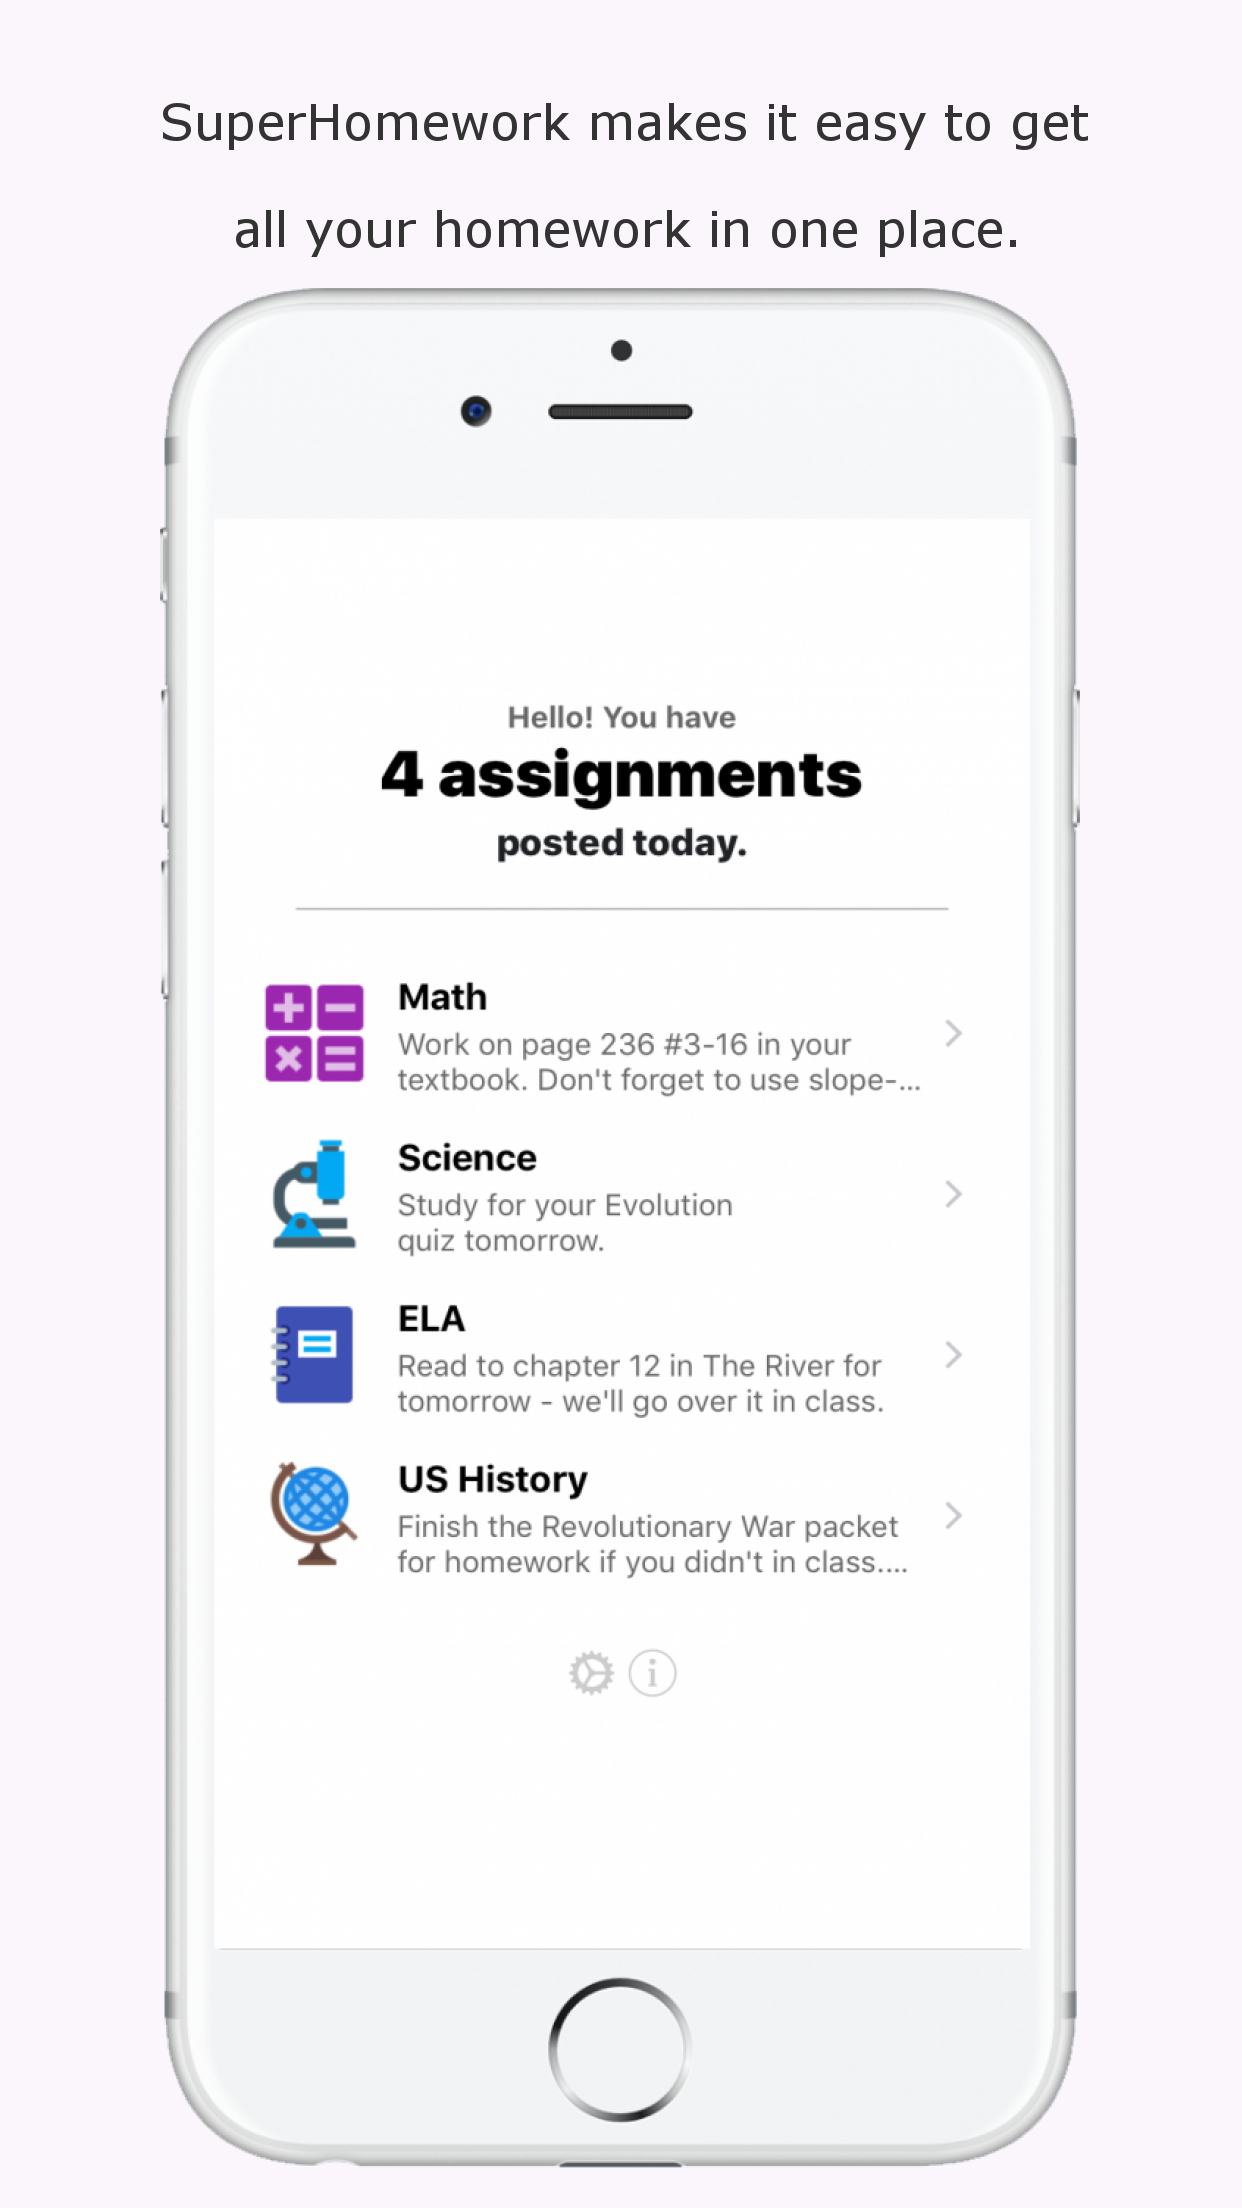 SuperHomework makes it easy to get
all your homework in one place.
Hello! You have
4 assignments
posted today.
Math
Work on page 236 #3-16 in your
textbook. Don't forget to use slope-...
Science
Study for your Evolution
quiz tomorrow.
ELA
Read to chapter 12 in The River for
tomorrow - we'll go over it in class.
US History
Finish the Revolutionary War packet
for homework if you didn't in class....